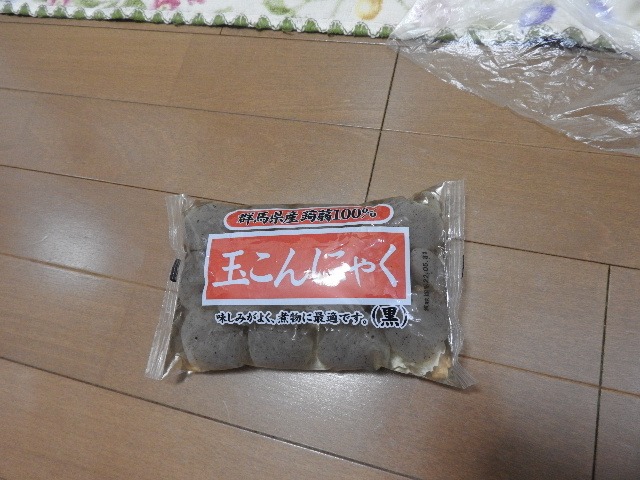 群馬県産蒟蒻100%
玉こんにゃく
味しみがよく、煮物に最適です。
黒